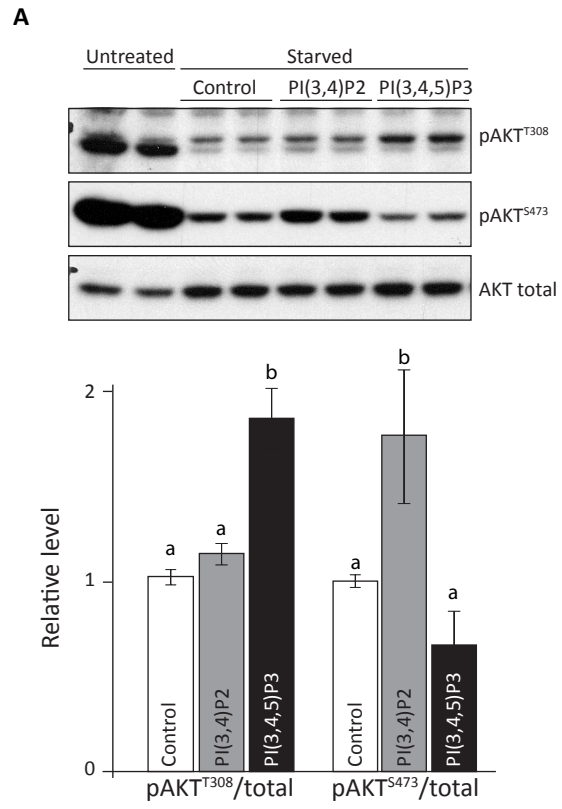 A
Untreated Starved
Control PI(3,4)P2 PI(3,4,5)P3
pAKT^T308
pAKT^S473
AKT total
2
b
b
Relative level
a
a
1
a
a
Control
PI(3,4)P2
PI(3,4,5)P3
Control
PI(3,4)P2
PI(3,4,5)P3
0
pAKT^T308/total pAKT^S473/total